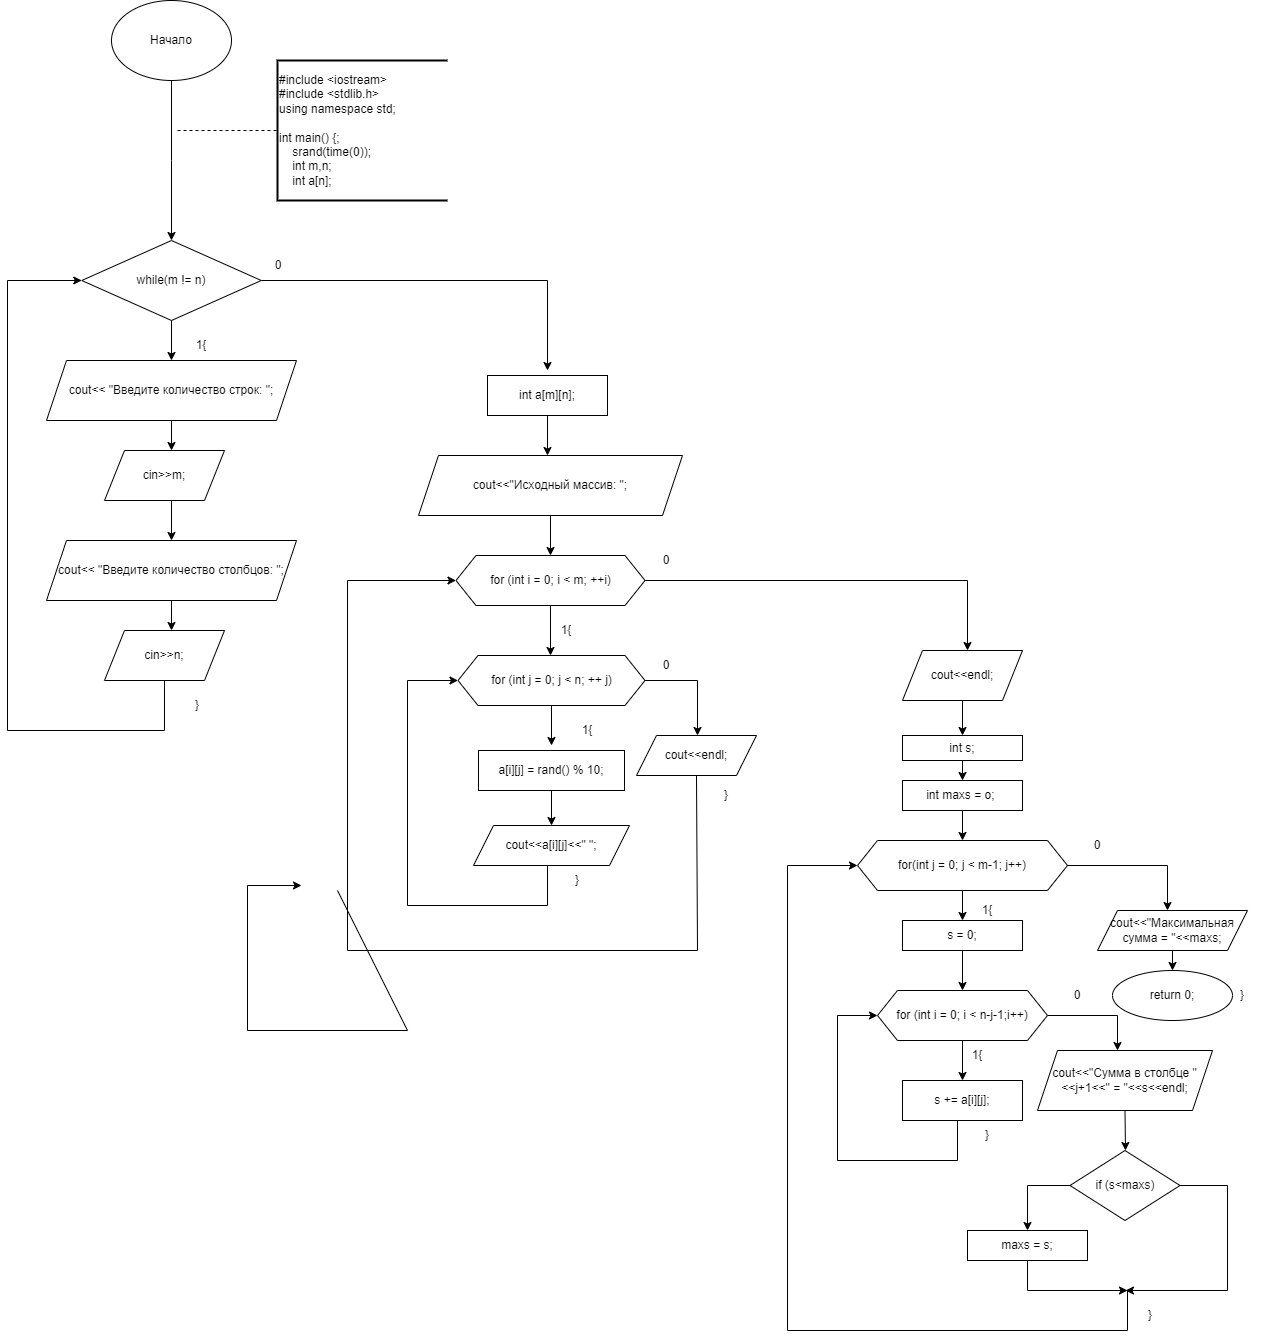 Начало
#include <iostream>
#include <stdlib.h>
using namespace std;
int main() {;
srand(time(0));
int m,n;
int a[n];
while(m != n)
0
1{
cout<< "Введите количество строк: ";
cin>>m;
cout<< "Введите количество столбцов: ";
cin>>n;
}
int a[m][n];
cout<<"Исходный массив: ";
for (int i = 0; i < m; ++i)
0
1{
for (int j = 0; j < n; ++ j)
0
1{
a[i][j] = rand() % 10;
cout<<a[i][j]<<" ";
}
cout<<endl;
}
cout<<endl;
int s;
int maxs = o;
for(int j = 0; j < m-1; j++)
0
1{
s = 0;
for (int i = 0; i < n-j-1;i++)
0
1{
s += a[i][j];
}
cout<<"Сумма в столбце "
<<j+1<<" = "<<s<<endl;
if (s<maxs)
maxs = s;
}
cout<<"Максимальная
сумма = "<<maxs;
return 0;
}